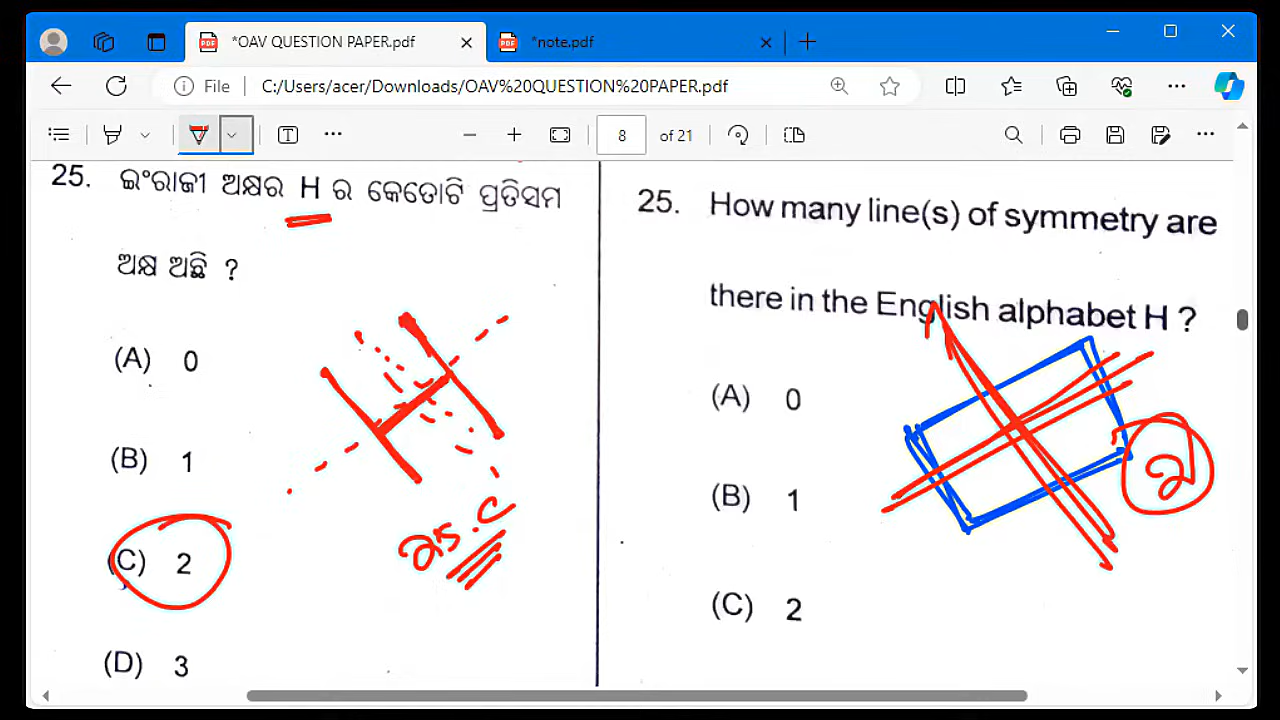 *OAV QUESTION PAPER.pdf
*note.pdf
File
C:/Users/acer/Downloads/OAV%20QUESTION%20PAPER.pdf
8 of 21
25. ଇଂରାଜୀ ଅକ୍ଷର H ର କେତୋଟି ପ୍ରତିସମ
ଅକ୍ଷ ଅଛି ?
(A) 0
(B) 1
(C) 2
(D) 3
25.C
25. How many line(s) of symmetry are
there in the English alphabet H ?
(A) 0
(B) 1
(C) 2
2